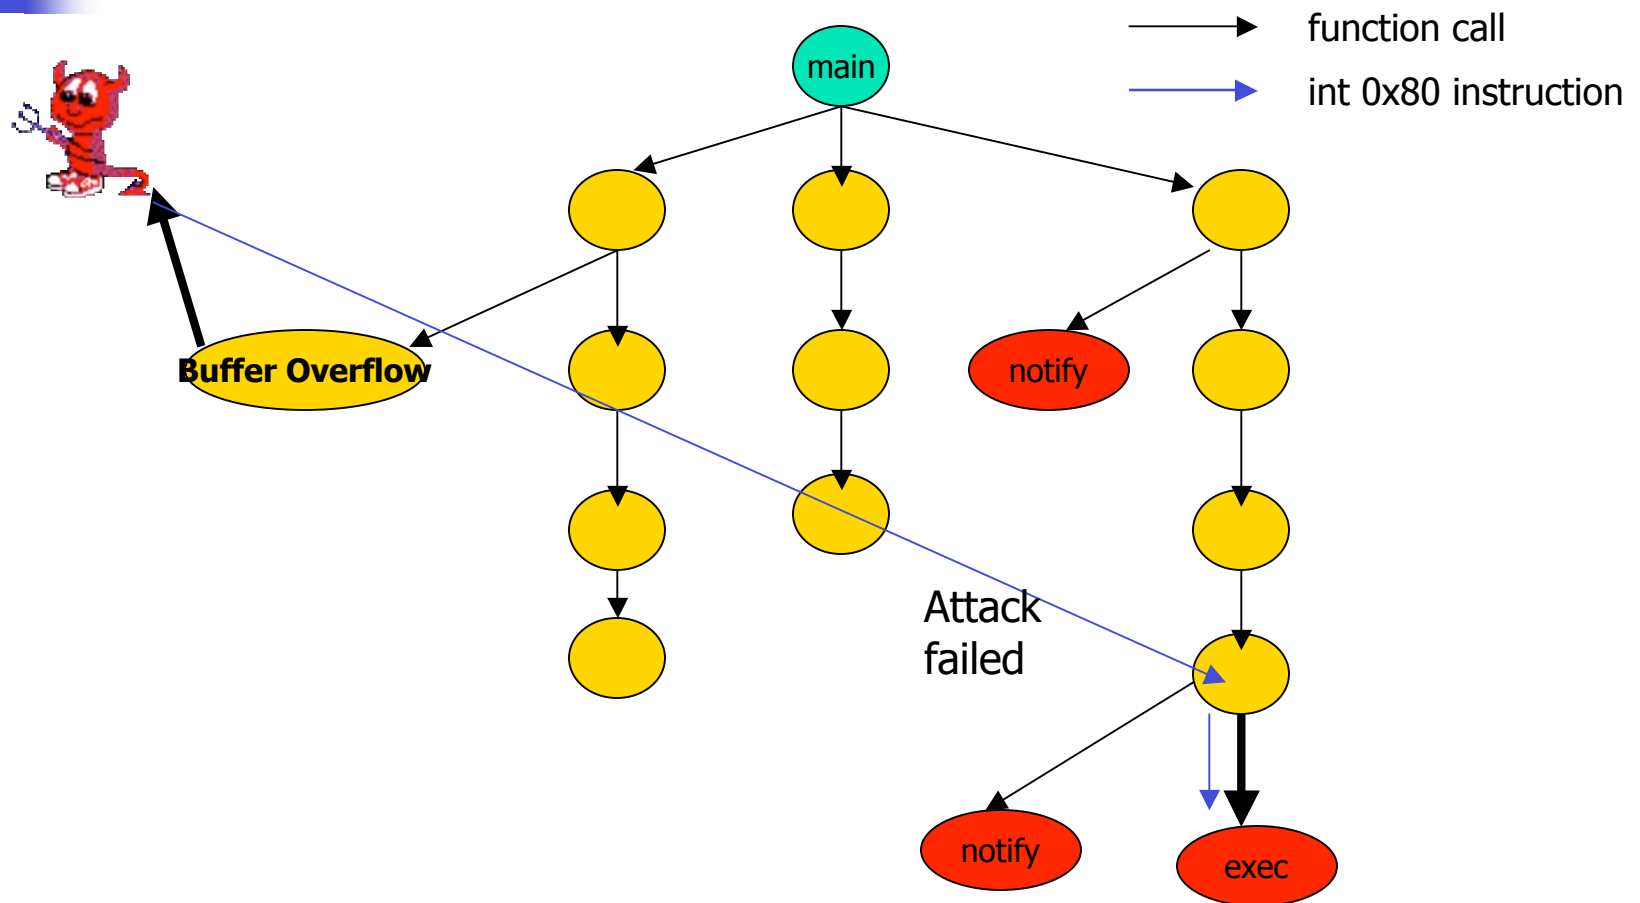 function call
main
int 0x80 instruction
Buffer Overflow
notify
Attack
failed
notify
exec